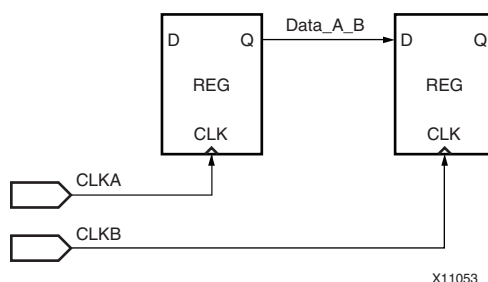 Data_A_B
D Q D Q
REG REG
CLK CLK
CLKA
CLKB
X11053